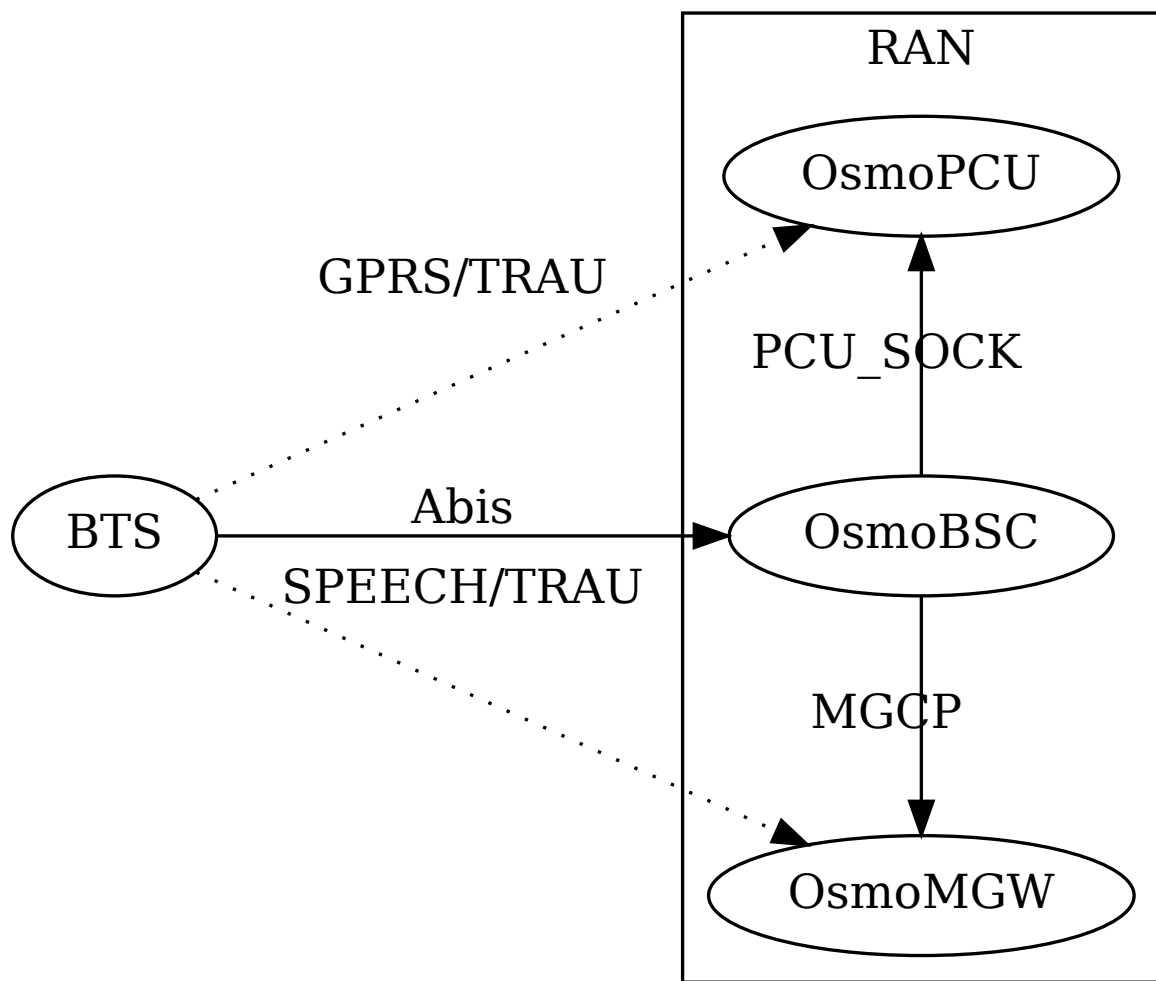 RAN
OsmoPCU
GPRS/TRAU
PCU_SOCK
Abis
BTS
OsmoBSC
SPEECH/TRAU
MGCP
OsmoMGW